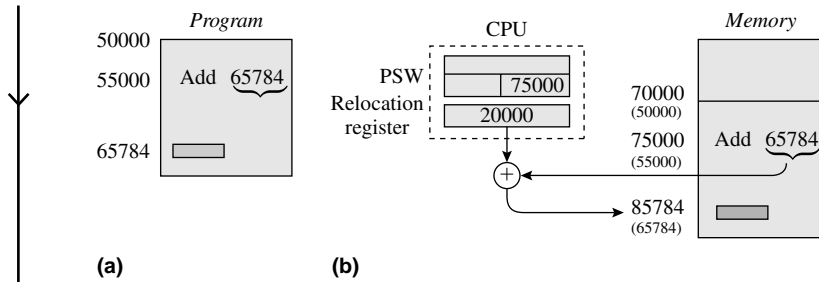 Program
50000
55000
Add 65784
65784
(a)
CPU
PSW
75000
Relocation
register
20000
+
(b)
Memory
70000
(50000)
75000
(55000)
Add 65784
85784
(65784)